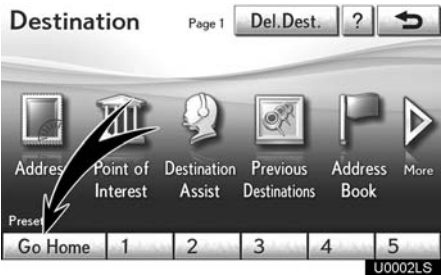 Destination Page 1 Del.Dest. ?
Address Point of Interest Destination Assist Previous Destinations Address Book More
Preset
Go Home 1 2 3 4 5
U0002LS